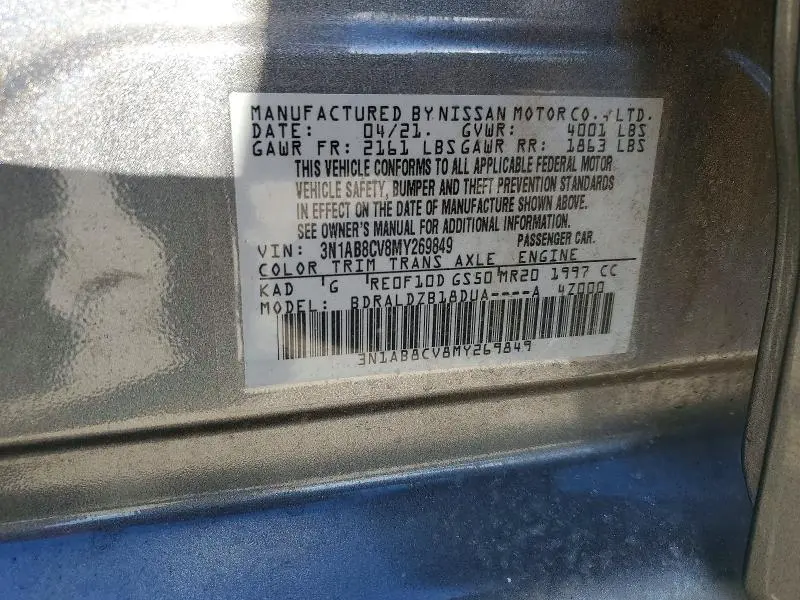 MANUFACTURED BY NISSAN MOTOR CO., LTD.
DATE: 04/21. GVWR: 4001 LBS
GAWR FR: 2161 LBS GAWR RR: 1863 LBS
THIS VEHICLE CONFORMS TO ALL APPLICABLE FEDERAL MOTOR
VEHICLE SAFETY, BUMPER AND THEFT PREVENTION STANDARDS
IN EFFECT ON THE DATE OF MANUFACTURE SHOWN ABOVE.
SEE OWNER'S MANUAL FOR ADDITIONAL INFORMATION.
VIN: 3N1AB8CV8MY269849 PASSENGER CAR.
COLOR TRIM TRANS AXLE ENGINE
KAD G RE0F10D GS50 MR20 1997 CC
MODEL: BDRALDZB18DUA----A 4Z000
3N1AB8CV8MY269849